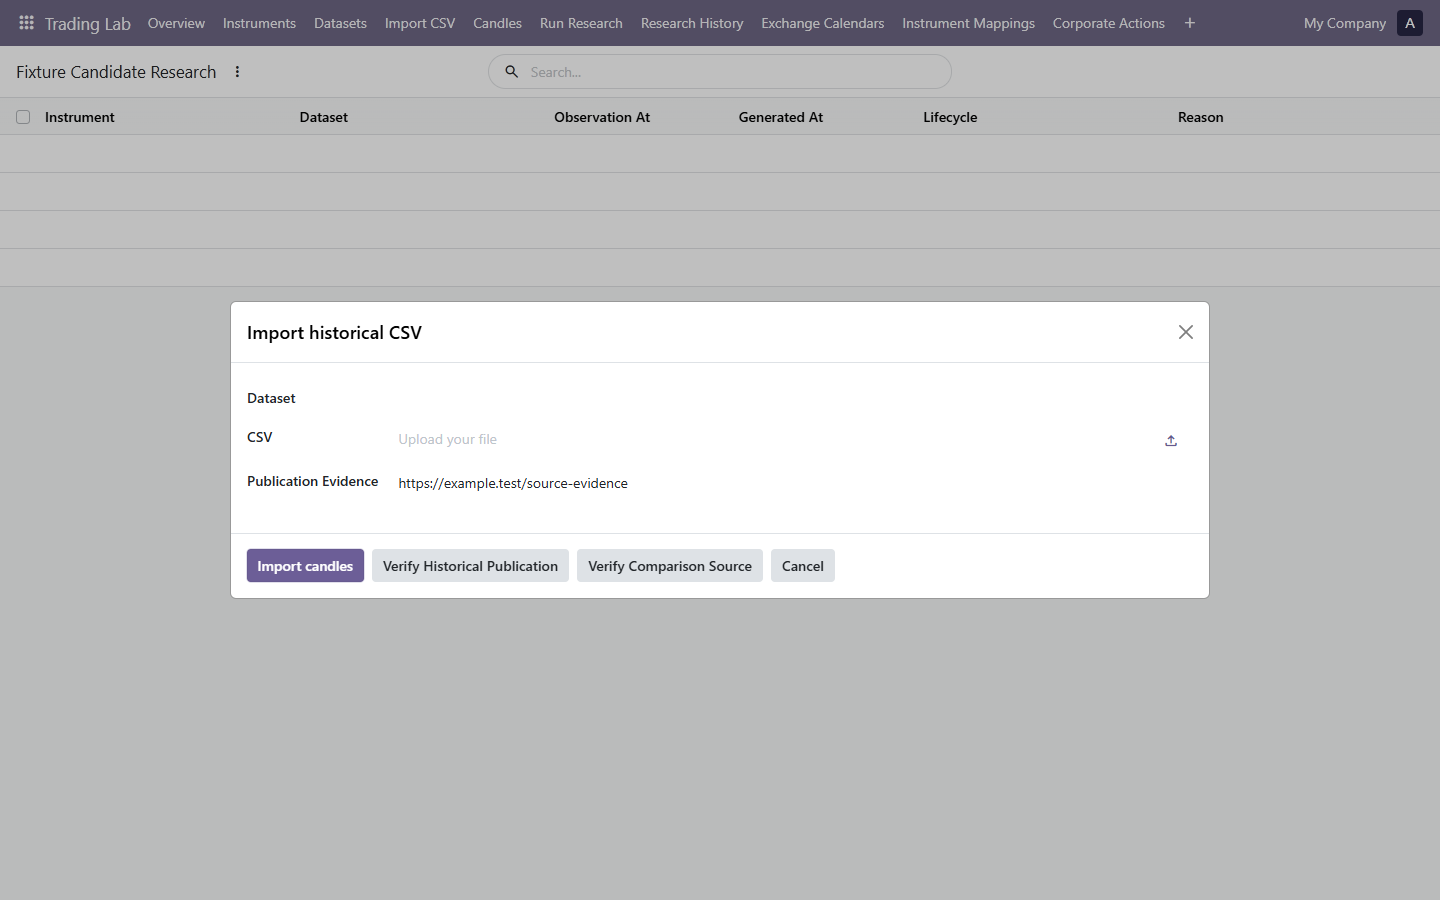 Trading Lab Overview Instruments Datasets Import CSV Candles Run Research Research History Exchange Calendars Instrument Mappings Corporate Actions + My Company A
Fixture Candidate Research Search...
Instrument Dataset Observation At Generated At Lifecycle Reason
Import historical CSV
Dataset
CSV Upload your file
Publication Evidence https://example.test/source-evidence
Import candles Verify Historical Publication Verify Comparison Source Cancel